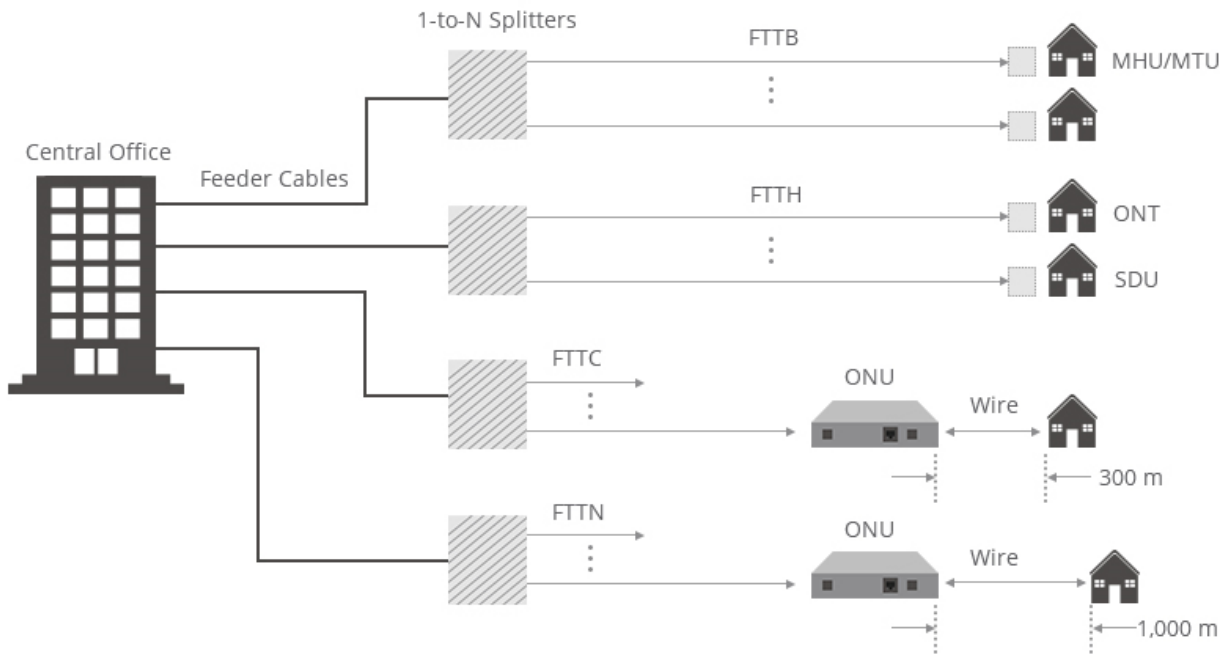 1-to-N Splitters
FTTB
MHU/MTU
Central Office
Feeder Cables
FTTH
ONT
SDU
FTTC
ONU
Wire
300 m
FTTN
ONU
Wire
1,000 m